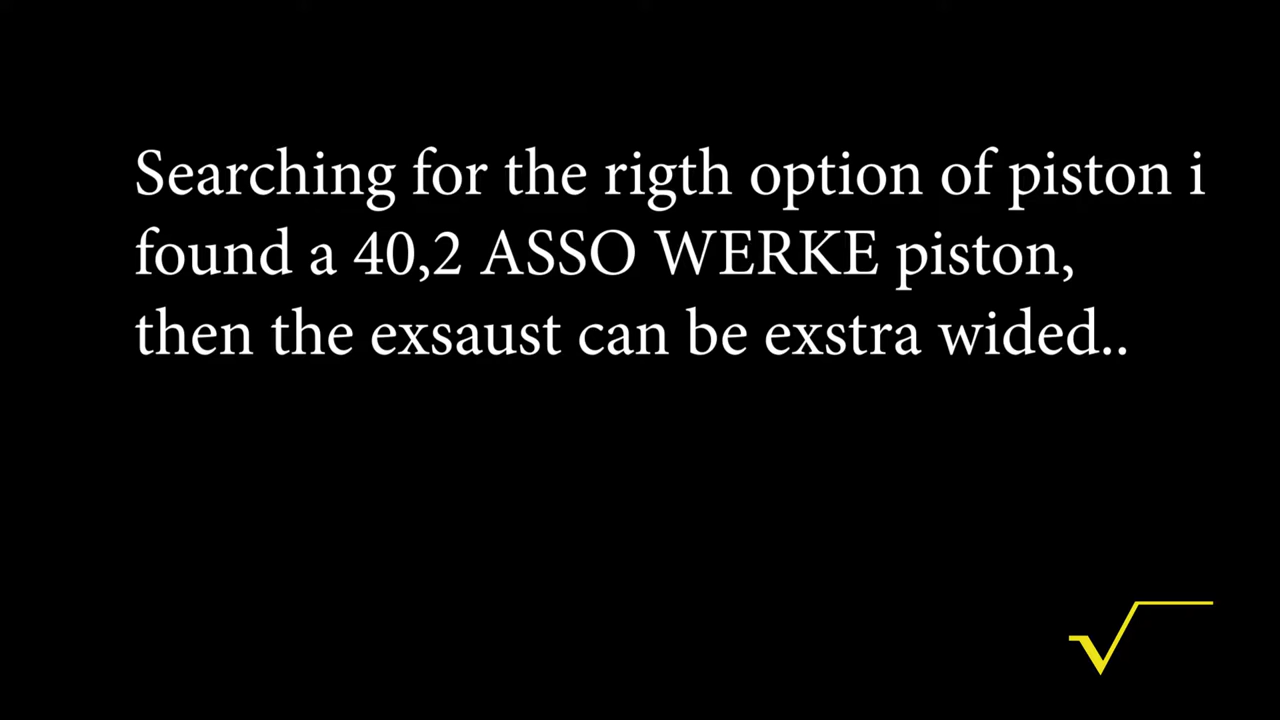 Searching for the rigth option of piston i
found a 40,2 ASSO WERKE piston,
then the exsaust can be exstra wided..